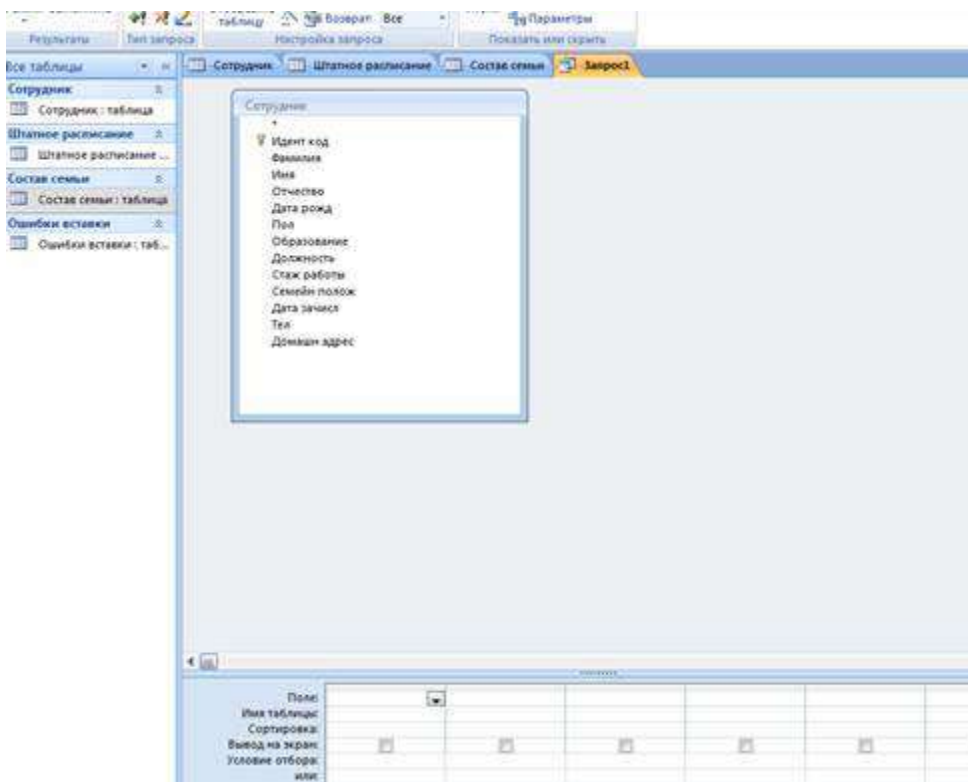 таблицу Возврат: Все Параметры
Результаты Тип запроса Настройка запроса Показать или скрыть
Все таблицы
Сотрудник Штатное расписание Состав семьи Запрос1
Сотрудник
Сотрудник : таблица
Штатное расписание
Штатное расписание ...
Состав семьи
Состав семьи : таблица
Ошибки вставки
Ошибки вставки : таб...
Сотрудник
*
Идент код
Фамилия
Имя
Отчество
Дата рожд
Пол
Образование
Должность
Стаж работы
Семейн полож
Дата зачисл
Тел
Домашн адрес
Поле:
Имя таблицы:
Сортировка:
Вывод на экран:
Условие отбора:
или: